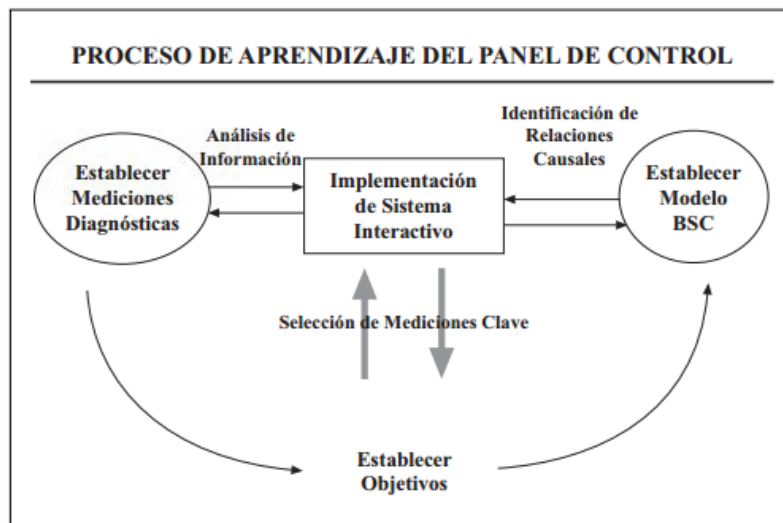 PROCESO DE APRENDIZAJE DEL PANEL DE CONTROL
Identificación de
Relaciones
Causales
Análisis de
Información
Establecer
Mediciones
Diagnósticas
Implementación
de Sistema
Interactivo
Establecer
Modelo
BSC
Selección de Mediciones Clave
Establecer
Objetivos